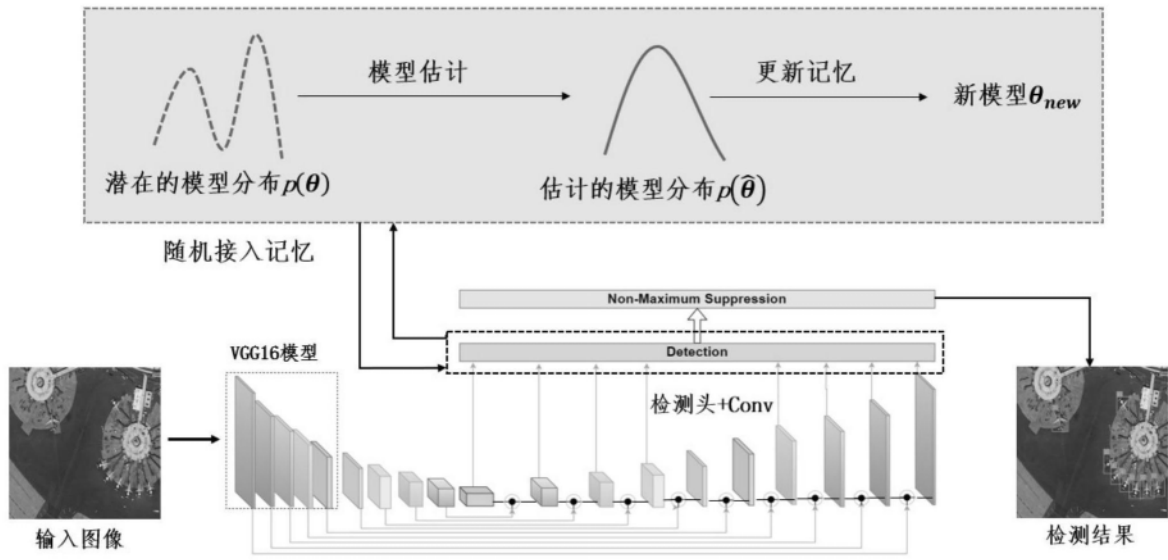 模型估计
更新记忆
新模型θnew
潜在的模型分布p(θ)
估计的模型分布p(θ̂)
随机接入记忆
Non-Maximum Suppression
VGG16模型
Detection
检测头+Conv
输入图像
检测结果